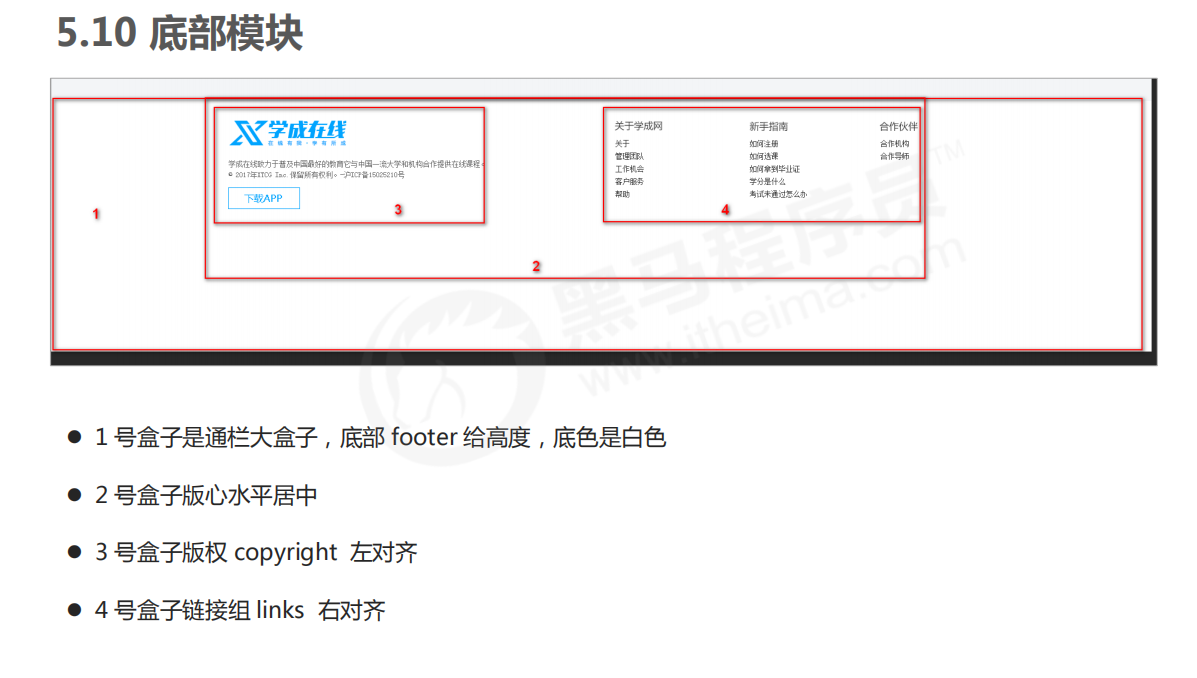 5.10 底部模块
学成在线
在线有我·学有所成
学成在线致力于普及中国最好的教育它与中国一流大学和机构合作提供在线课程。
© 2017年XTCG Inc.保留所有权利。-沪ICP备15025210号
下载APP
关于学成网
关于
管理团队
工作机会
客户服务
帮助
新手指南
如何注册
如何选课
如何拿到毕业证
学分是什么
考试未通过怎么办
合作伙伴
合作机构
合作导师
1
3
4
2
黑马程序员™
www.itheima.com
● 1 号盒子是通栏大盒子，底部 footer 给高度，底色是白色
● 2 号盒子版心水平居中
● 3 号盒子版权 copyright 左对齐
● 4 号盒子链接组 links 右对齐